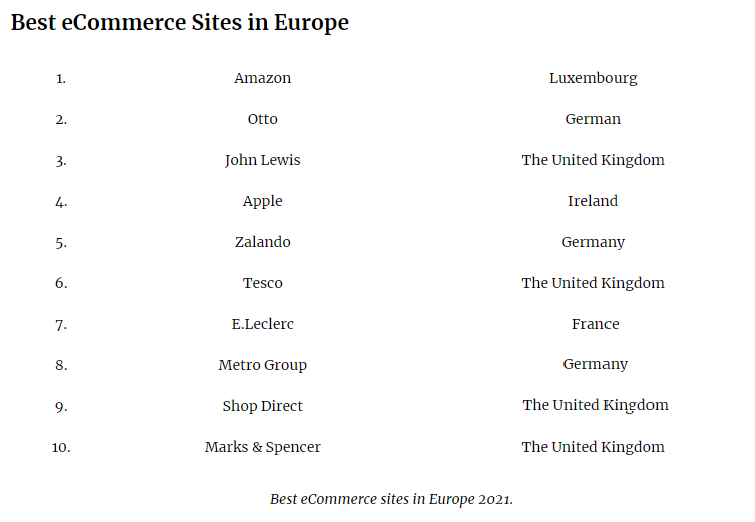 Best eCommerce Sites in Europe
1. Amazon Luxembourg
2. Otto German
3. John Lewis The United Kingdom
4. Apple Ireland
5. Zalando Germany
6. Tesco The United Kingdom
7. E.Leclerc France
8. Metro Group Germany
9. Shop Direct The United Kingdom
10. Marks & Spencer The United Kingdom
Best eCommerce sites in Europe 2021.